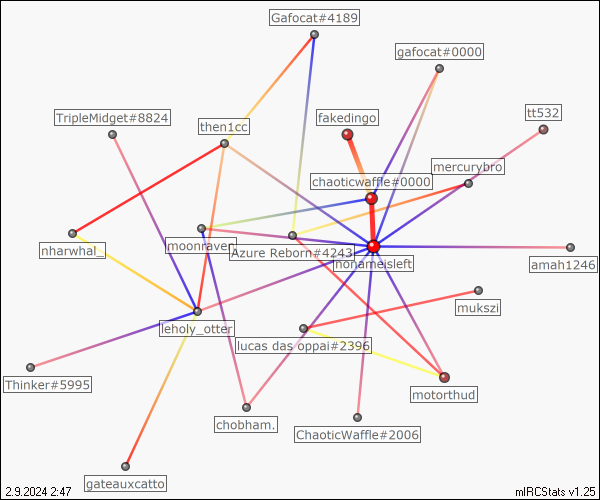 Gafocat#4189
gafocat#0000
TripleMidget#8824
fakedingo
tt532
then1cc
mercurybro
chaoticwaffle#0000
nharwhal_
moonraven
Azure Reborn#4243
nonameisleft
amah1246
mukszi
leholy_otter
lucas das oppai#2396
Thinker#5995
motorthud
chobham.
ChaoticWaffle#2006
gateauxcatto
2.9.2024 2:47
mIRCStats v1.25